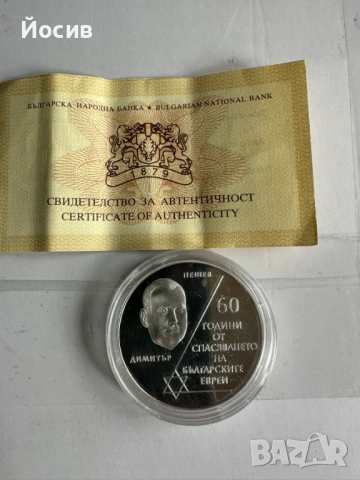 Йосив
БЪЛГАРСКА НАРОДНА БАНКА ★ BULGARIAN NATIONAL BANK
1879
СВИДЕТЕЛСТВО ЗА АВТЕНТИЧНОСТ
CERTIFICATE OF AUTHENTICITY
ПЕШЕВ
60
ГОДИНИ
ОТ
СПАСЯВАНЕТО
НА
БЪЛГАРСКИТЕ
ЕВРЕИ
ДИМИТЪР
BAZAR